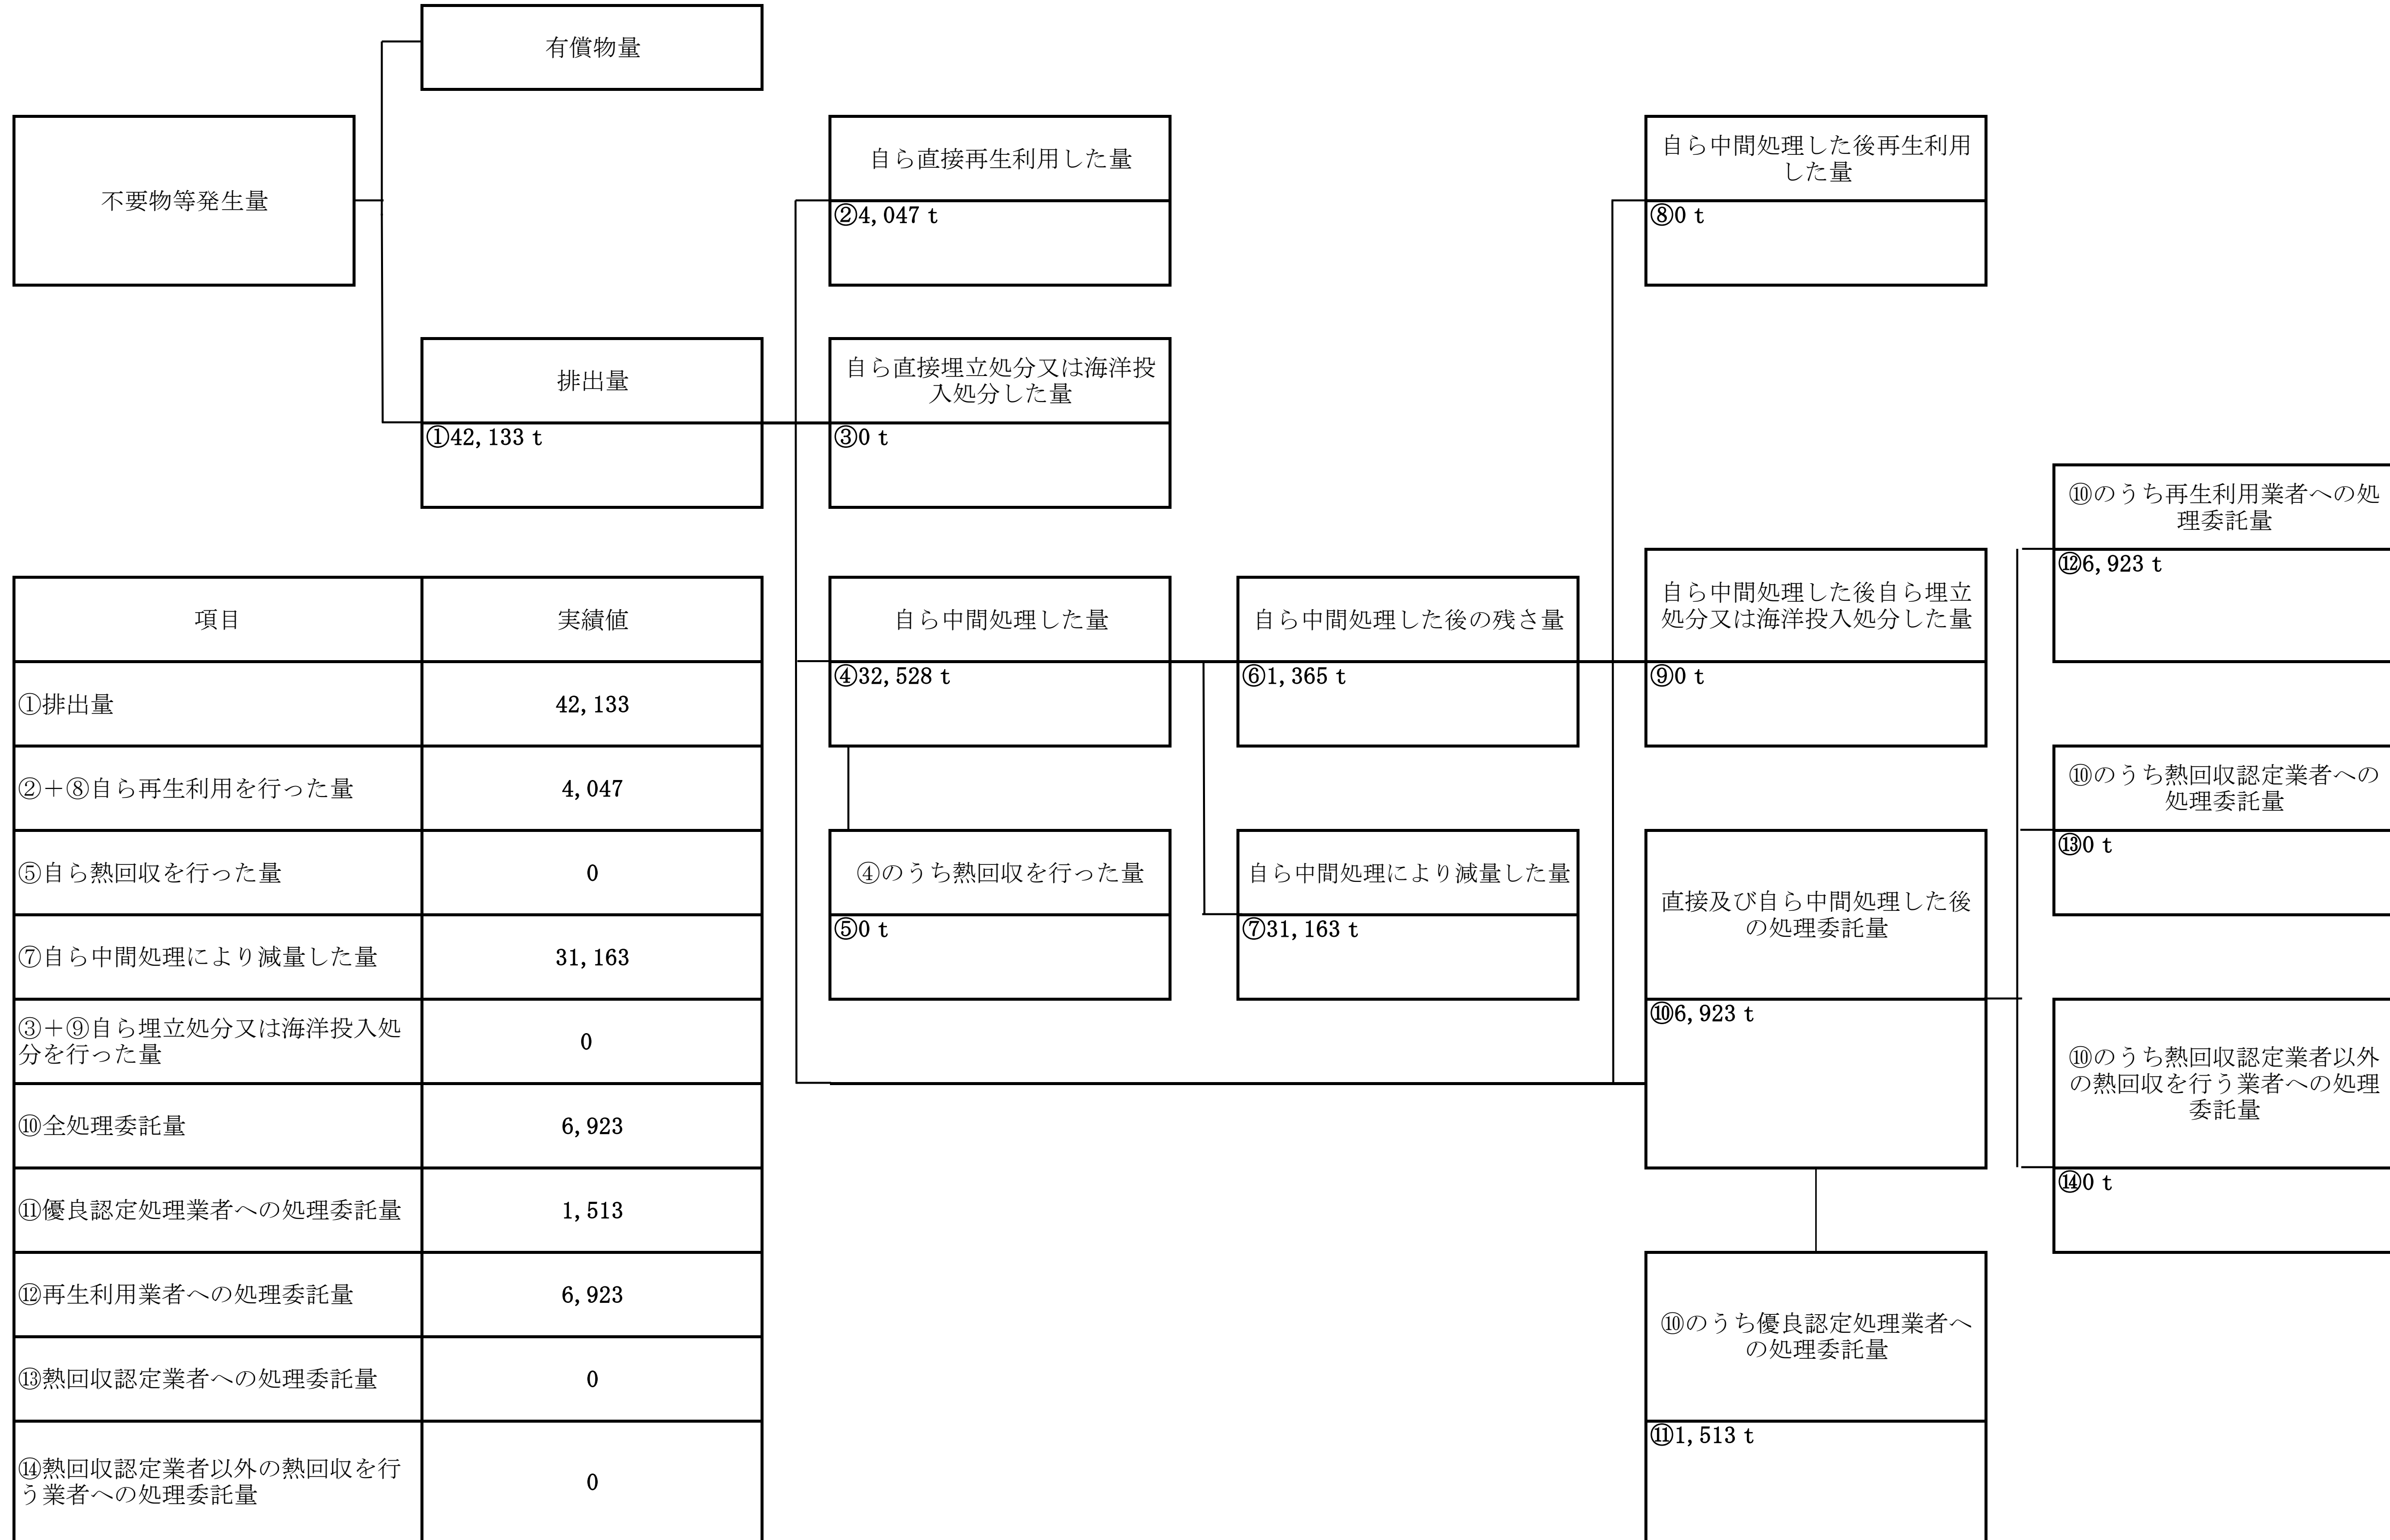 有償物量
不要物等発生量
自ら直接再生利用した量
②4,047 t
自ら中間処理した後再生利用
した量
⑧0 t
排出量
①42,133 t
自ら直接埋立処分又は海洋投
入処分した量
③0 t
⑩のうち再生利用業者への処
理委託量
⑫6,923 t
自ら中間処理した量
④32,528 t
自ら中間処理した後の残さ量
⑥1,365 t
自ら中間処理した後自ら埋立
処分又は海洋投入処分した量
⑨0 t
⑩のうち熱回収認定業者への
処理委託量
⑬0 t
④のうち熱回収を行った量
⑤0 t
自ら中間処理により減量した量
⑦31,163 t
直接及び自ら中間処理した後
の処理委託量
⑩6,923 t
⑩のうち熱回収認定業者以外
の熱回収を行う業者への処理
委託量
⑭0 t
⑩のうち優良認定処理業者へ
の処理委託量
⑪1,513 t
項目 実績値
①排出量 42,133
②＋⑧自ら再生利用を行った量 4,047
⑤自ら熱回収を行った量 0
⑦自ら中間処理により減量した量 31,163
③＋⑨自ら埋立処分又は海洋投入処
分を行った量 0
⑩全処理委託量 6,923
⑪優良認定処理業者への処理委託量 1,513
⑫再生利用業者への処理委託量 6,923
⑬熱回収認定業者への処理委託量 0
⑭熱回収認定業者以外の熱回収を行
う業者への処理委託量 0